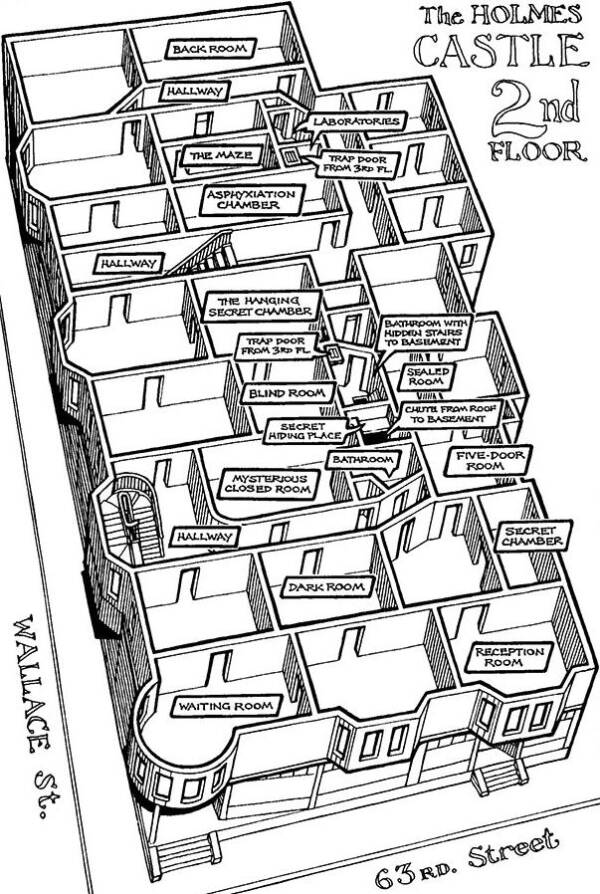 The HOLMES
CASTLE
2nd
FLOOR
BACK ROOM
HALLWAY
LABORATORIES
THE MAZE
TRAP DOOR
FROM 3RD FL.
ASPHYXIATION
CHAMBER
HALLWAY
THE HANGING
SECRET CHAMBER
BATHROOM WITH
HIDDEN STAIRS
TO BASEMENT
TRAP DOOR
FROM 3RD FL.
SEALED
ROOM
BLIND ROOM
CHUTE FROM ROOF
TO BASEMENT
SECRET
HIDING PLACE
BATHROOM
FIVE-DOOR
ROOM
MYSTERIOUS
CLOSED ROOM
HALLWAY
SECRET
CHAMBER
DARK ROOM
RECEPTION
ROOM
WAITING ROOM
WALLACE St.
63RD. Street